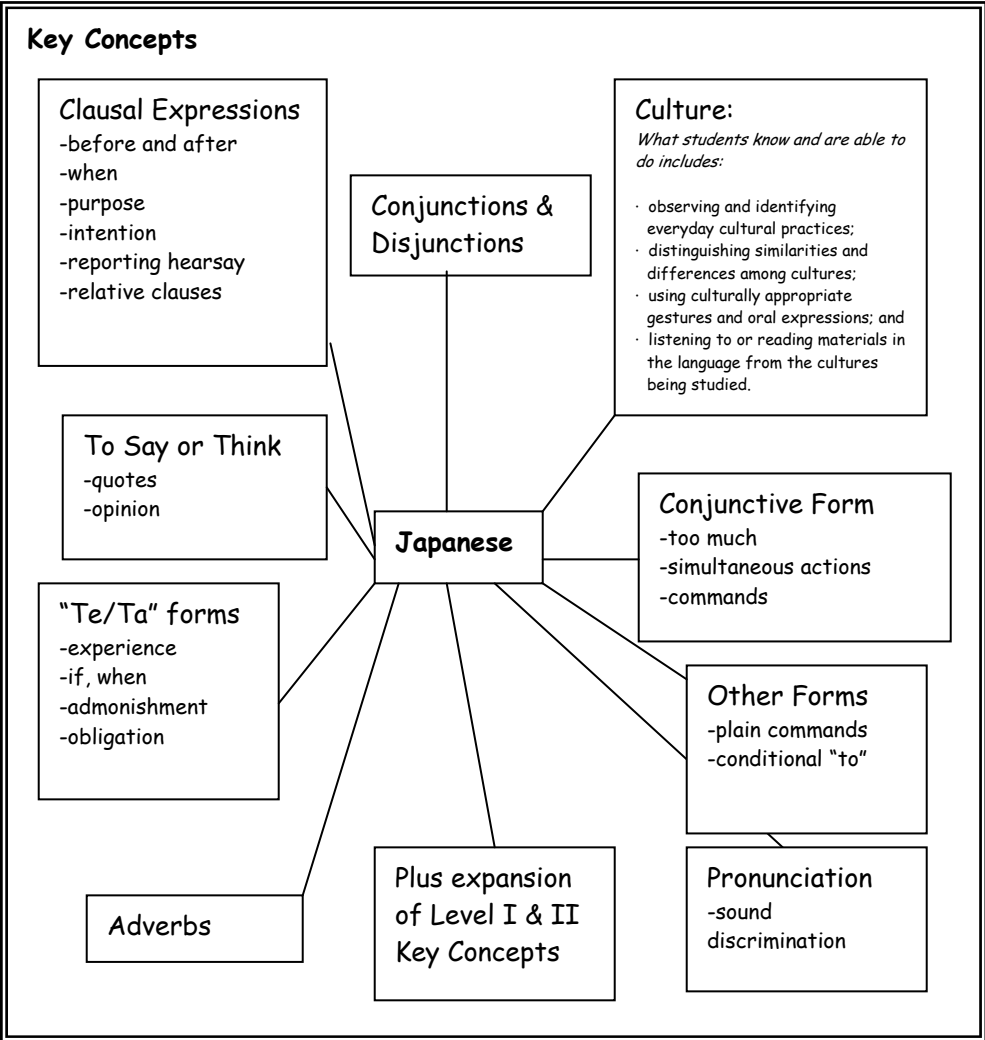 Key Concepts
Clausal Expressions
-before and after
-when
-purpose
-intention
-reporting hearsay
-relative clauses
Conjunctions &
Disjunctions
Culture:
What students know and are able to
do includes:
· observing and identifying
everyday cultural practices;
· distinguishing similarities and
differences among cultures;
· using culturally appropriate
gestures and oral expressions; and
· listening to or reading materials in
the language from the cultures
being studied.
To Say or Think
-quotes
-opinion
Japanese
Conjunctive Form
-too much
-simultaneous actions
-commands
“Te/Ta” forms
-experience
-if, when
-admonishment
-obligation
Other Forms
-plain commands
-conditional “to”
Adverbs
Plus expansion
of Level I & II
Key Concepts
Pronunciation
-sound
discrimination